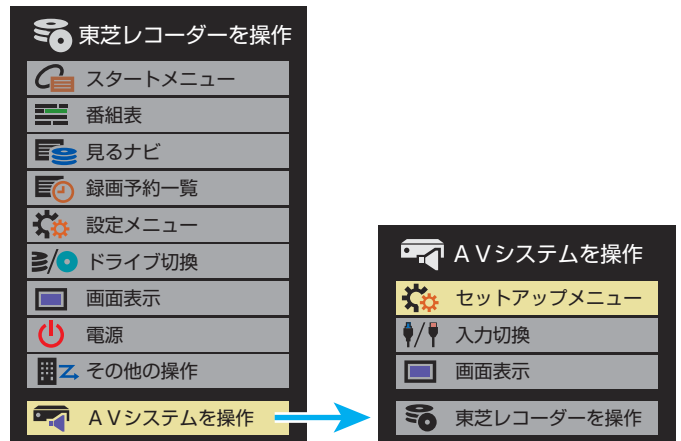 東芝レコーダーを操作
スタートメニュー
番組表
見るナビ
録画予約一覧
設定メニュー
ドライブ切換
画面表示
電源
その他の操作
AVシステムを操作
AVシステムを操作
セットアップメニュー
入力切換
画面表示
東芝レコーダーを操作